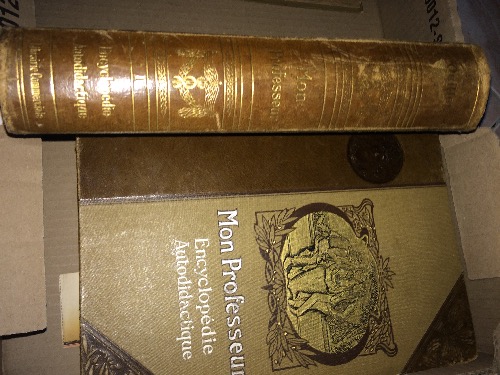 Mon
Professeur
Encyclopédie
Autodidactique
Mon Professeur
Encyclopédie
Autodidactique